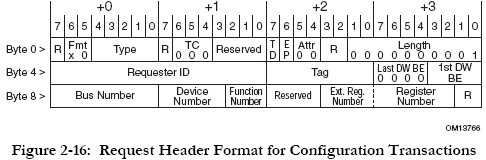 +0 +1 +2 +3
7 6 5 4 3 2 1 0 7 6 5 4 3 2 1 0 7 6 5 4 3 2 1 0 7 6 5 4 3 2 1 0
Byte 0 > R Fmt x 0 Type R TC 0 0 0 Reserved T D E P Attr 0 0 R Length 0 0 0 0 0 0 0 0 0 1
Byte 4 > Requester ID Tag Last DW BE 0 0 0 0 1st DW BE
Byte 8 > Bus Number Device Number Function Number Reserved Ext. Reg. Number Register Number R
OM13766
Figure 2-16: Request Header Format for Configuration Transactions